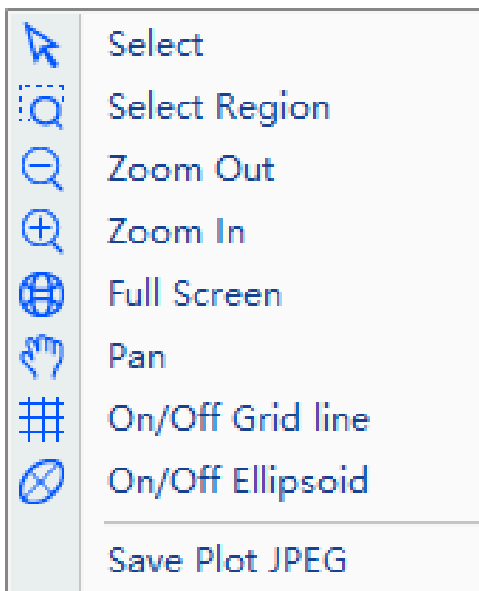 Select
Select Region
Zoom Out
Zoom In
Full Screen
Pan
On/Off Grid line
On/Off Ellipsoid
Save Plot JPEG